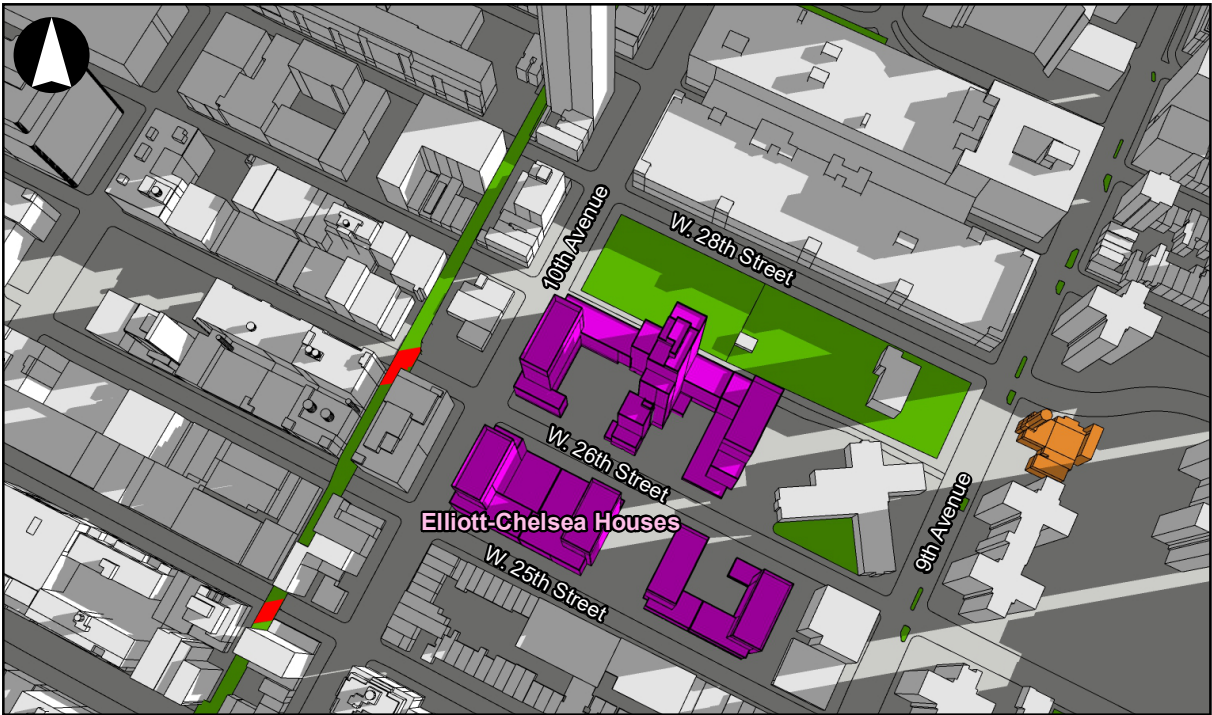 10th Avenue
W. 28th Street
W. 26th Street
Elliott-Chelsea Houses
9th Avenue
W. 25th Street